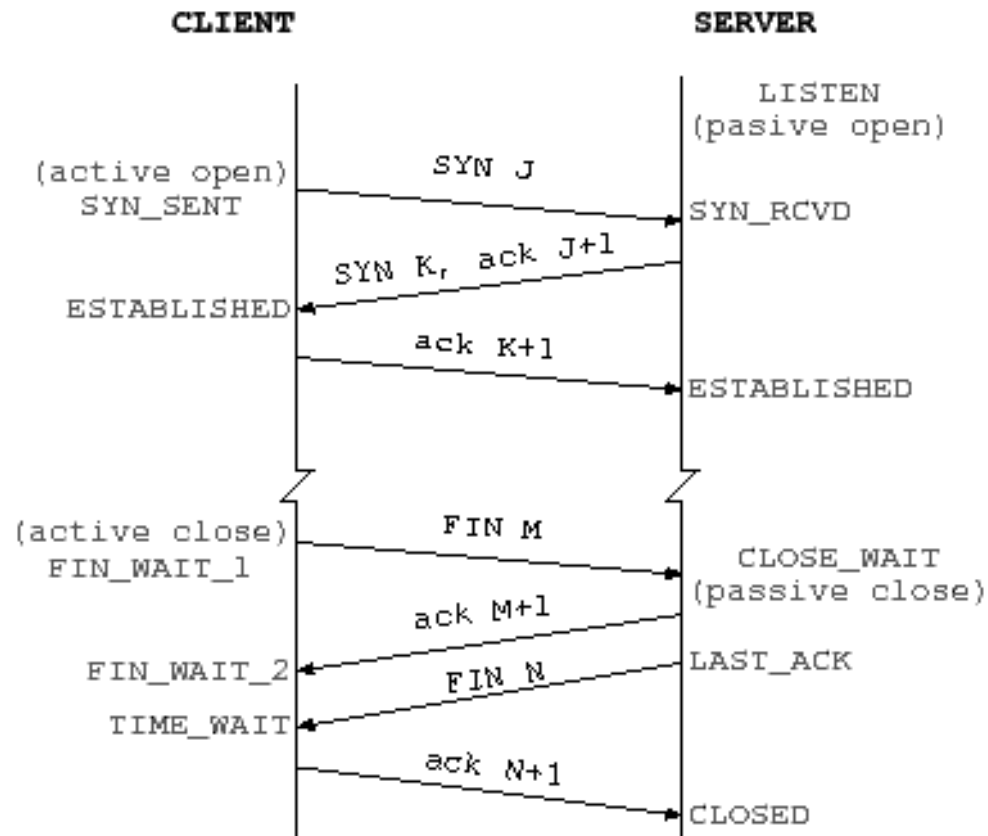 CLIENT
SERVER
LISTEN
(pasive open)
(active open)
SYN J
SYN_SENT
SYN_RCVD
SYN K, ack J+1
ESTABLISHED
ack K+1
ESTABLISHED
(active close)
FIN M
FIN_WAIT_1
CLOSE_WAIT
(passive close)
ack M+1
FIN_WAIT_2
LAST_ACK
FIN N
TIME_WAIT
ack N+1
CLOSED